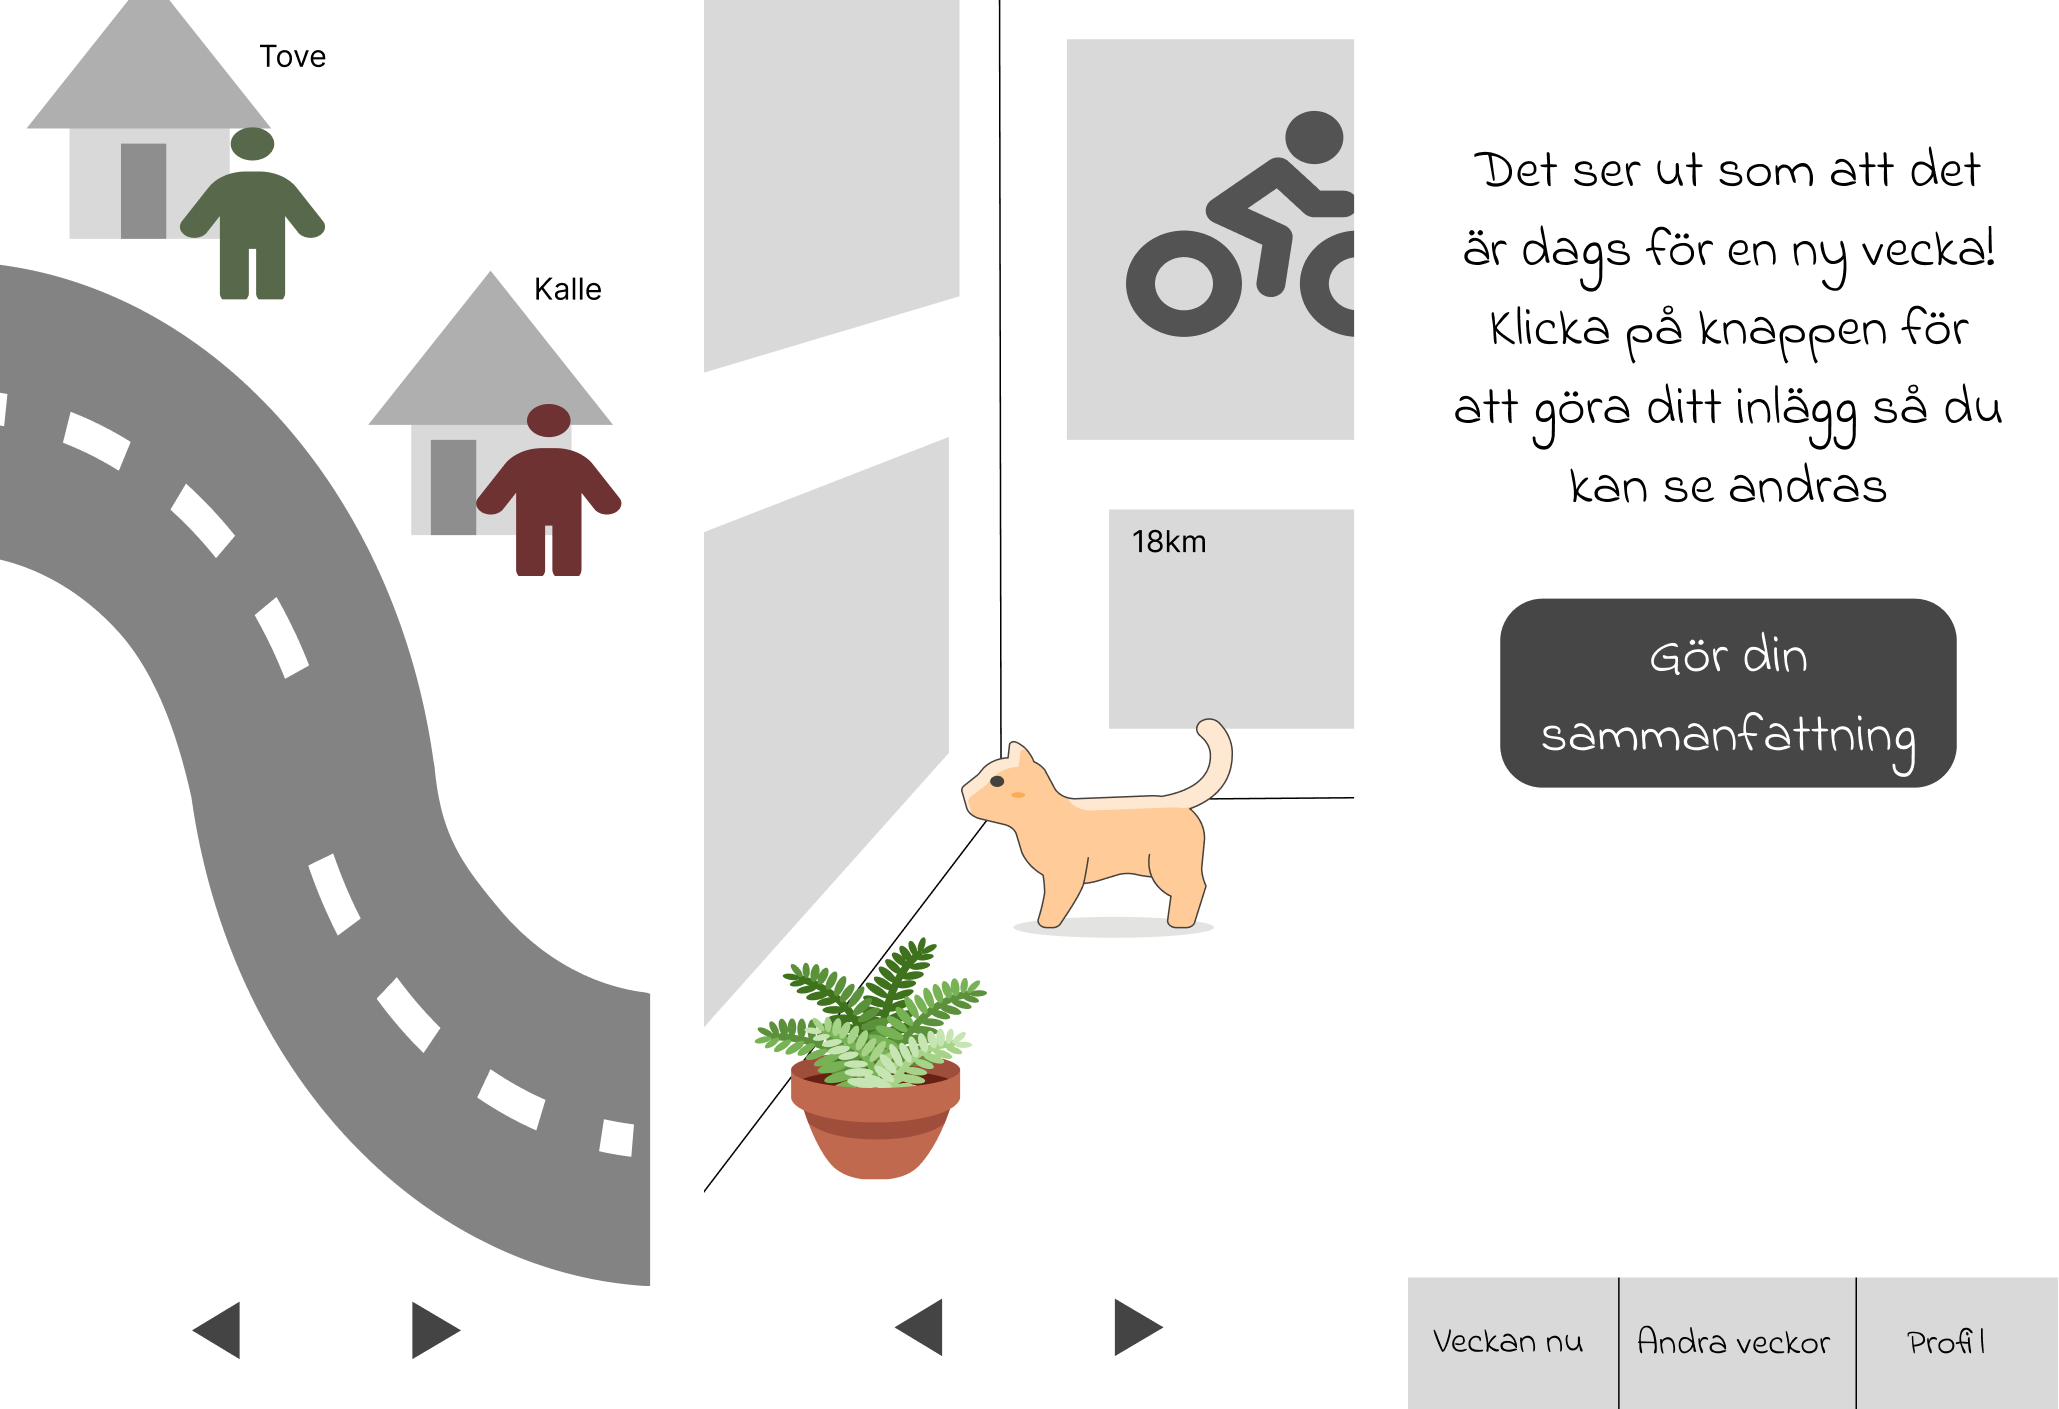 Tove
Kalle
18km
Det ser ut som att det
är dags för en ny vecka!
Klicka på knappen för
att göra ditt inlägg så du
kan se andras
Gör din
sammanfattning
Veckan nu
Andra veckor
Profil